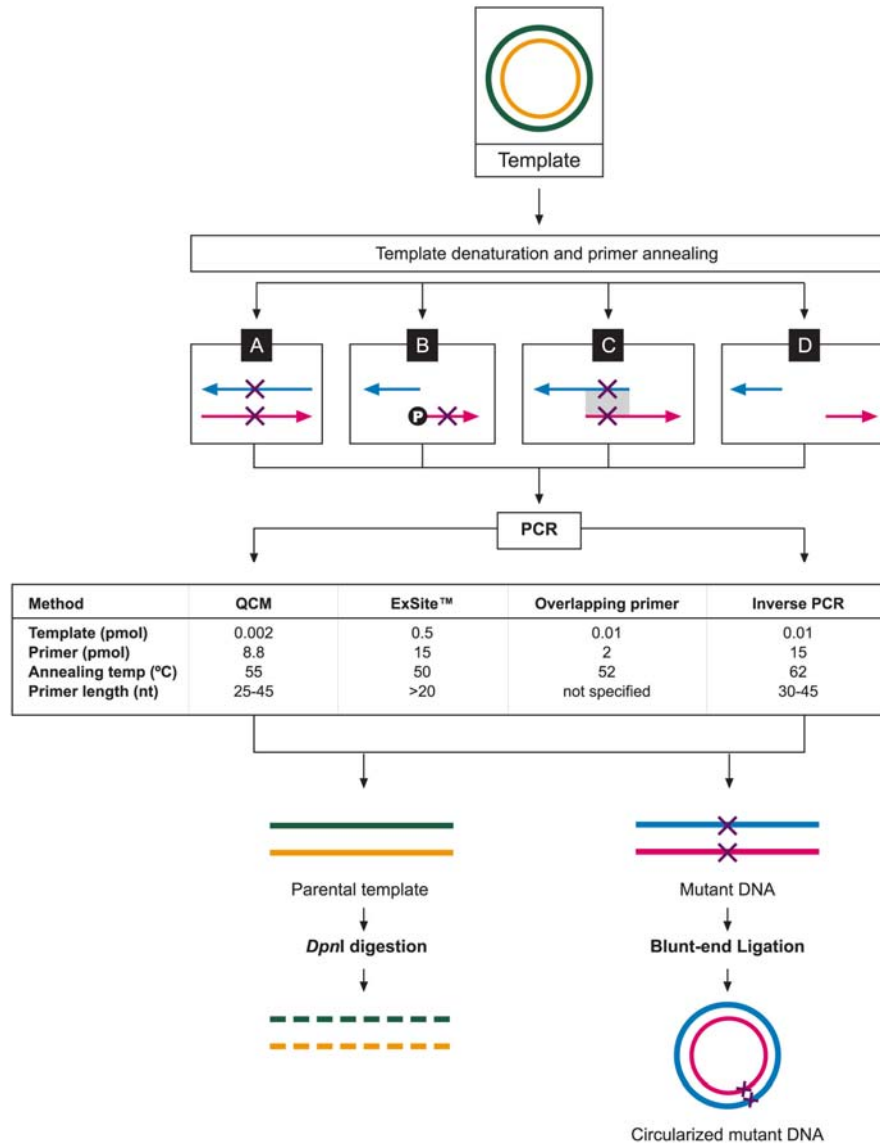 Template
Template denaturation and primer annealing
A B C D
P
PCR
Method QCM ExSite™ Overlapping primer Inverse PCR
Template (pmol) 0.002 0.5 0.01 0.01
Primer (pmol) 8.8 15 2 15
Annealing temp (ºC) 55 50 52 62
Primer length (nt) 25-45 >20 not specified 30-45
Parental template Mutant DNA
DpnI digestion Blunt-end Ligation
Circularized mutant DNA